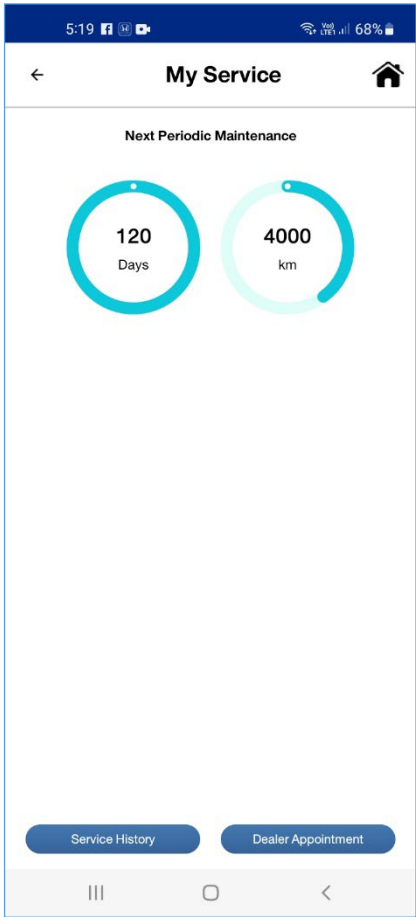 5:19 68%
My Service
Next Periodic Maintenance
120 4000
Days km
Service History Dealer Appointment